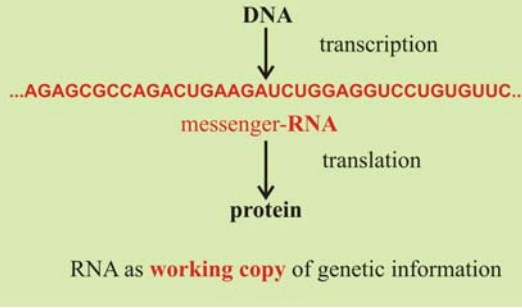 DNA
transcription
...AGAGCGCCAGACUGAAGAUCUGGAGGUCCUGUGUUC...
messenger-RNA
translation
protein
RNA as working copy of genetic information